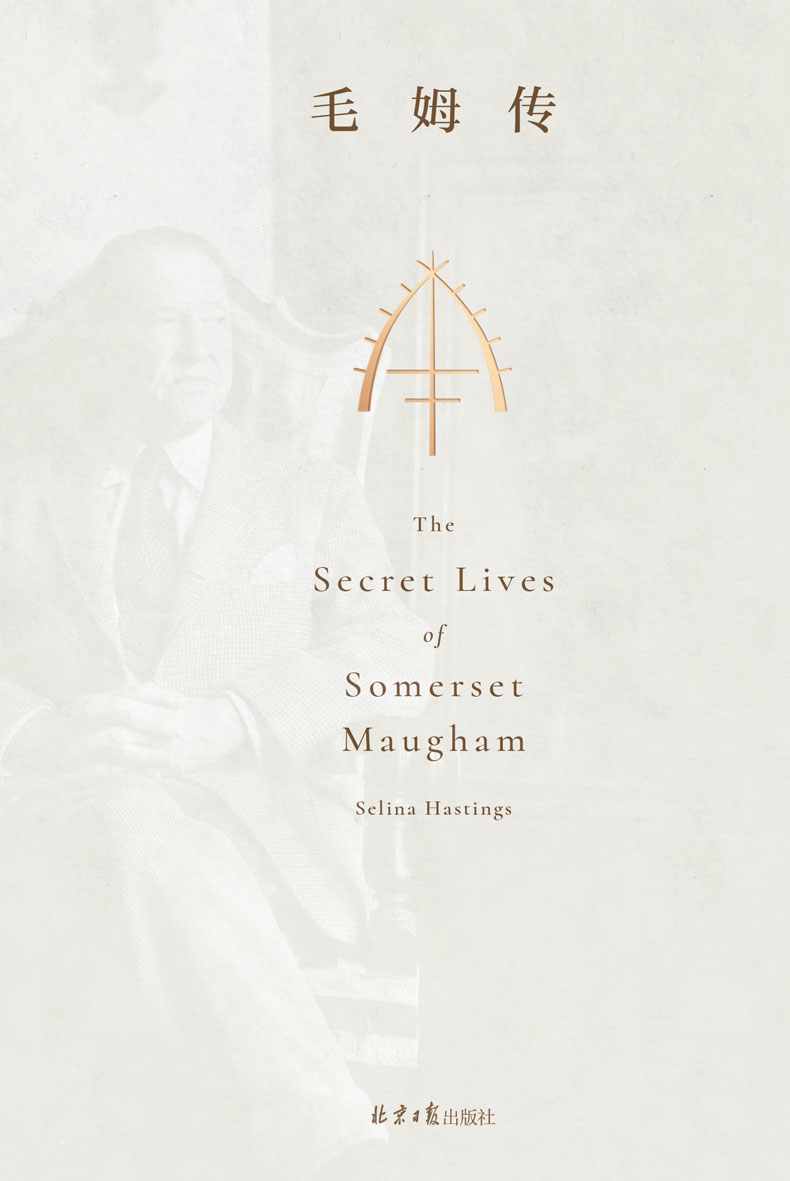 毛姆传
The
Secret Lives
of
Somerset
Maugham
Selina Hastings
北京日报出版社